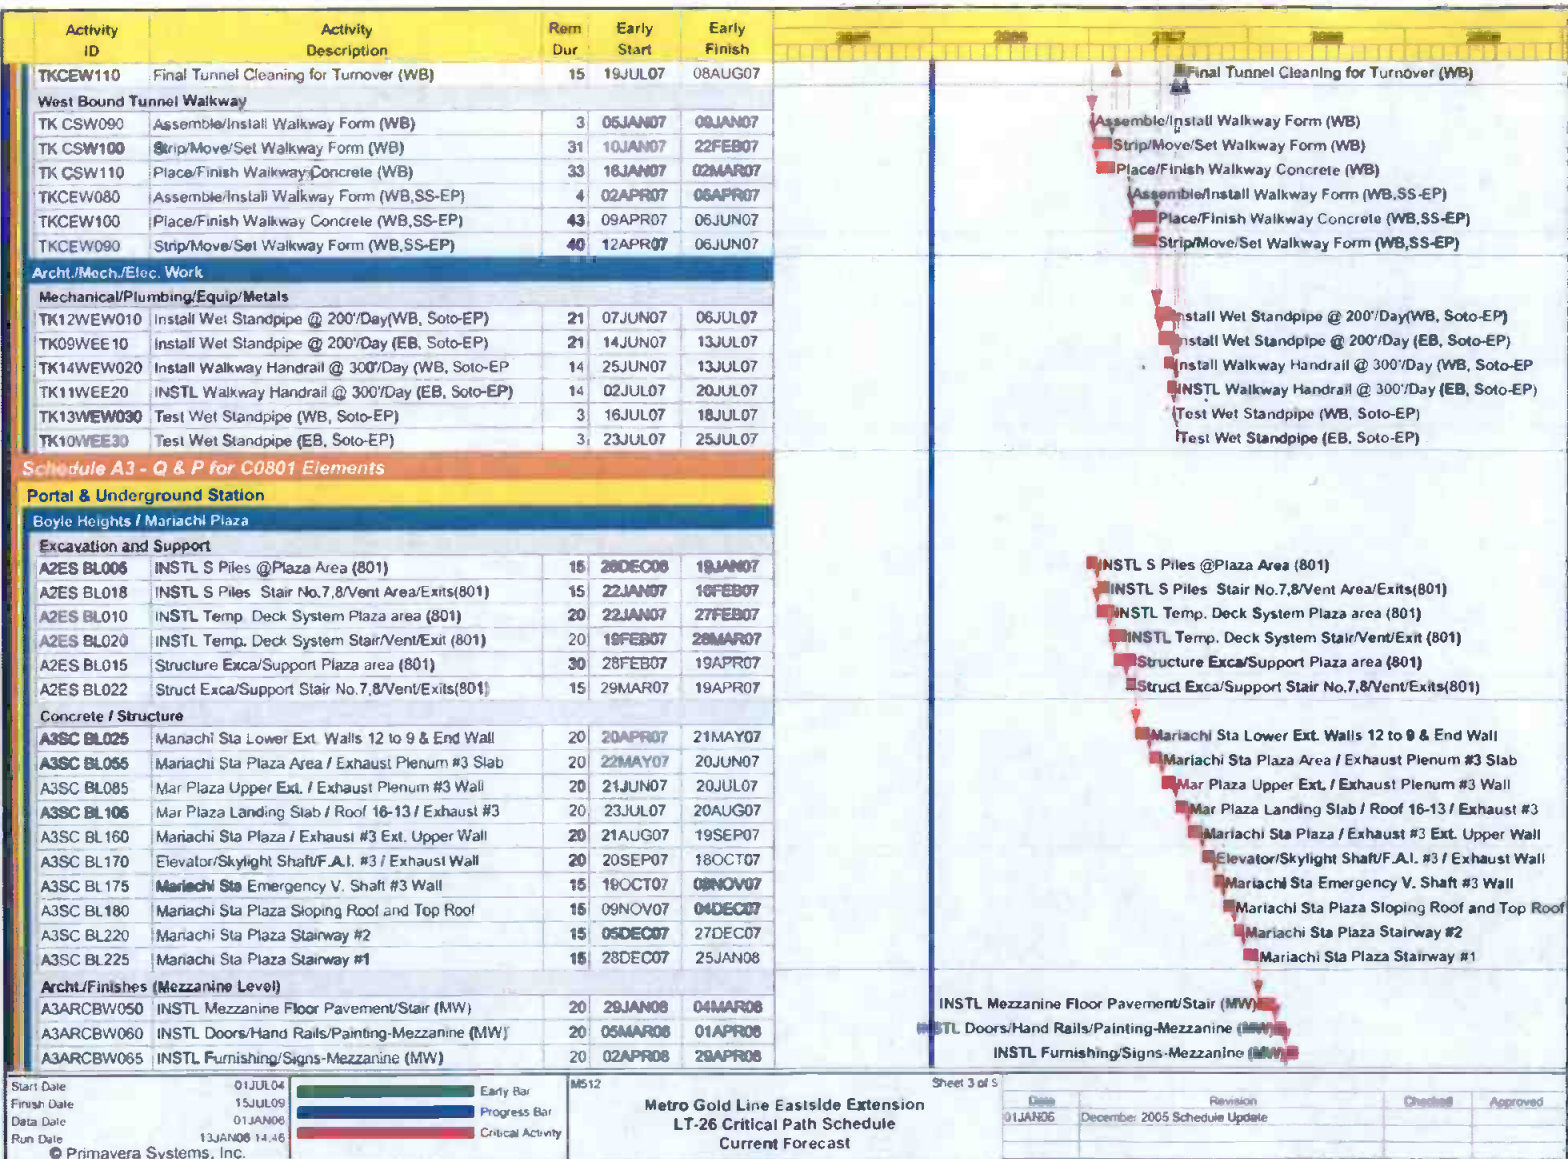 Activity ID Activity Description Rem Dur Early Start Early Finish 2005 2006 2007 2008 2009
TKCEW110 Final Tunnel Cleaning for Turnover (WB) 15 19JUL07 08AUG07 Final Tunnel Cleaning for Turnover (WB)
West Bound Tunnel Walkway
TK CSW090 Assemble/Install Walkway Form (WB) 3 05JAN07 09JAN07 Assemble/Install Walkway Form (WB)
TK CSW100 Strip/Move/Set Walkway Form (WB) 31 10JAN07 22FEB07 Strip/Move/Set Walkway Form (WB)
TK CSW110 Place/Finish Walkway Concrete (WB) 33 16JAN07 02MAR07 Place/Finish Walkway Concrete (WB)
TKCEW080 Assemble/Install Walkway Form (WB,SS-EP) 4 02APR07 06APR07 Assemble/Install Walkway Form (WB,SS-EP)
TKCEW100 Place/Finish Walkway Concrete (WB,SS-EP) 43 09APR07 06JUN07 Place/Finish Walkway Concrete (WB,SS-EP)
TKCEW090 Strip/Move/Set Walkway Form (WB,SS-EP) 40 12APR07 06JUN07 Strip/Move/Set Walkway Form (WB,SS-EP)
Archt./Mech./Elec. Work
Mechanical/Plumbing/Equip/Metals
TK12WEW010 Install Wet Standpipe @ 200'/Day(WB, Soto-EP) 21 07JUN07 06JUL07 Install Wet Standpipe @ 200'/Day(WB, Soto-EP)
TK09WEE10 Install Wet Standpipe @ 200'/Day (EB, Soto-EP) 21 14JUN07 13JUL07 Install Wet Standpipe @ 200'/Day (EB, Soto-EP)
TK14WEW020 Install Walkway Handrail @ 300'/Day (WB, Soto-EP 14 25JUN07 13JUL07 Install Walkway Handrail @ 300'/Day (WB, Soto-EP
TK11WEE20 INSTL Walkway Handrail @ 300'/Day (EB, Soto-EP) 14 02JUL07 20JUL07 INSTL Walkway Handrail @ 300'/Day (EB, Soto-EP)
TK13WEW030 Test Wet Standpipe (WB, Soto-EP) 3 16JUL07 18JUL07 Test Wet Standpipe (WB, Soto-EP)
TK10WEE30 Test Wet Standpipe (EB, Soto-EP) 3 23JUL07 25JUL07 Test Wet Standpipe (EB, Soto-EP)
Schedule A3 - Q & P for C0801 Elements
Portal & Underground Station
Boyle Heights / Mariachi Plaza
Excavation and Support
A2ES BL006 INSTL S Piles @Plaza Area (801) 15 28DEC06 19JAN07 INSTL S Piles @Plaza Area (801)
A2ES BL018 INSTL S Piles Stair No.7,8/Vent Area/Exits(801) 15 22JAN07 16FEB07 INSTL S Piles Stair No.7,8/Vent Area/Exits(801)
A2ES BL010 INSTL Temp. Deck System Plaza area (801) 20 22JAN07 27FEB07 INSTL Temp. Deck System Plaza area (801)
A2ES BL020 INSTL Temp. Deck System Stair/Vent/Exit (801) 20 19FEB07 28MAR07 INSTL Temp. Deck System Stair/Vent/Exit (801)
A2ES BL015 Structure Exca/Support Plaza area (801) 30 28FEB07 19APR07 Structure Exca/Support Plaza area (801)
A2ES BL022 Struct Exca/Support Stair No.7,8/Vent/Exits(801) 15 29MAR07 19APR07 Struct Exca/Support Stair No.7,8/Vent/Exits(801)
Concrete / Structure
A3SC BL025 Mariachi Sta Lower Ext. Walls 12 to 9 & End Wall 20 20APR07 21MAY07 Mariachi Sta Lower Ext. Walls 12 to 9 & End Wall
A3SC BL055 Mariachi Sta Plaza Area / Exhaust Plenum #3 Slab 20 22MAY07 20JUN07 Mariachi Sta Plaza Area / Exhaust Plenum #3 Slab
A3SC BL085 Mar Plaza Upper Ext. / Exhaust Plenum #3 Wall 20 21JUN07 20JUL07 Mar Plaza Upper Ext. / Exhaust Plenum #3 Wall
A3SC BL105 Mar Plaza Landing Slab / Roof 16-13 / Exhaust #3 20 23JUL07 20AUG07 Mar Plaza Landing Slab / Roof 16-13 / Exhaust #3
A3SC BL160 Mariachi Sta Plaza / Exhaust #3 Ext. Upper Wall 20 21AUG07 19SEP07 Mariachi Sta Plaza / Exhaust #3 Ext. Upper Wall
A3SC BL170 Elevator/Skylight Shaft/F.A.I. #3 / Exhaust Wall 20 20SEP07 18OCT07 Elevator/Skylight Shaft/F.A.I. #3 / Exhaust Wall
A3SC BL175 Mariachi Sta Emergency V. Shaft #3 Wall 15 19OCT07 08NOV07 Mariachi Sta Emergency V. Shaft #3 Wall
A3SC BL180 Mariachi Sta Plaza Sloping Roof and Top Roof 15 09NOV07 04DEC07 Mariachi Sta Plaza Sloping Roof and Top Roof
A3SC BL220 Mariachi Sta Plaza Stairway #2 15 05DEC07 27DEC07 Mariachi Sta Plaza Stairway #2
A3SC BL225 Mariachi Sta Plaza Stairway #1 15 28DEC07 25JAN08 Mariachi Sta Plaza Stairway #1
Archt./Finishes (Mezzanine Level)
A3ARCBW050 INSTL Mezzanine Floor Pavement/Stair (MW) 20 29JAN08 04MAR08 INSTL Mezzanine Floor Pavement/Stair (MW)
A3ARCBW060 INSTL Doors/Hand Rails/Painting-Mezzanine (MW) 20 05MAR08 01APR08 STL Doors/Hand Rails/Painting-Mezzanine (MW)
A3ARCBW065 INSTL Furnishing/Signs-Mezzanine (MW) 20 02APR08 29APR08 INSTL Furnishing/Signs-Mezzanine (MW)
Start Date 01JUL04
Finish Date 15JUL09
Data Date 01JAN06
Run Date 13JAN06 14:46
© Primavera Systems, Inc.
Early Bar
Progress Bar
Critical Activity
M512
Sheet 3 of 5
Metro Gold Line Eastside Extension
LT-26 Critical Path Schedule
Current Forecast
Date Revision Checked Approved
01JAN06 December 2005 Schedule Update